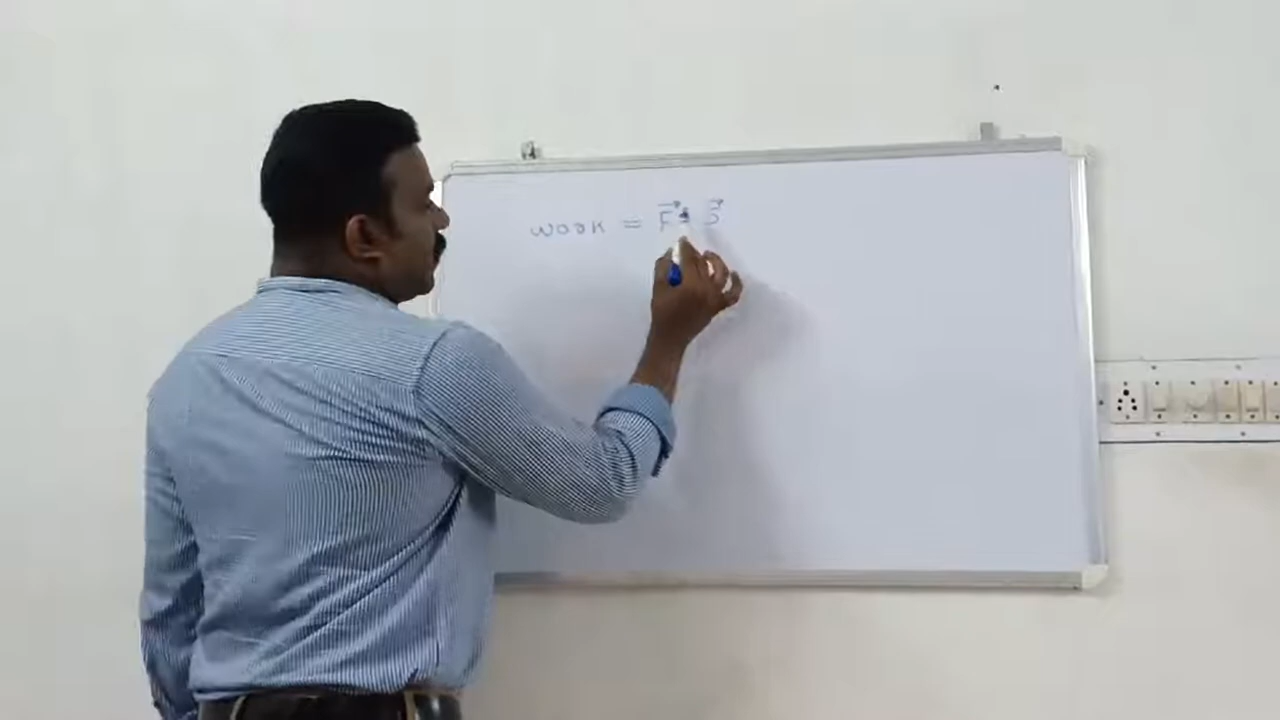 work = F⃗ · S⃗